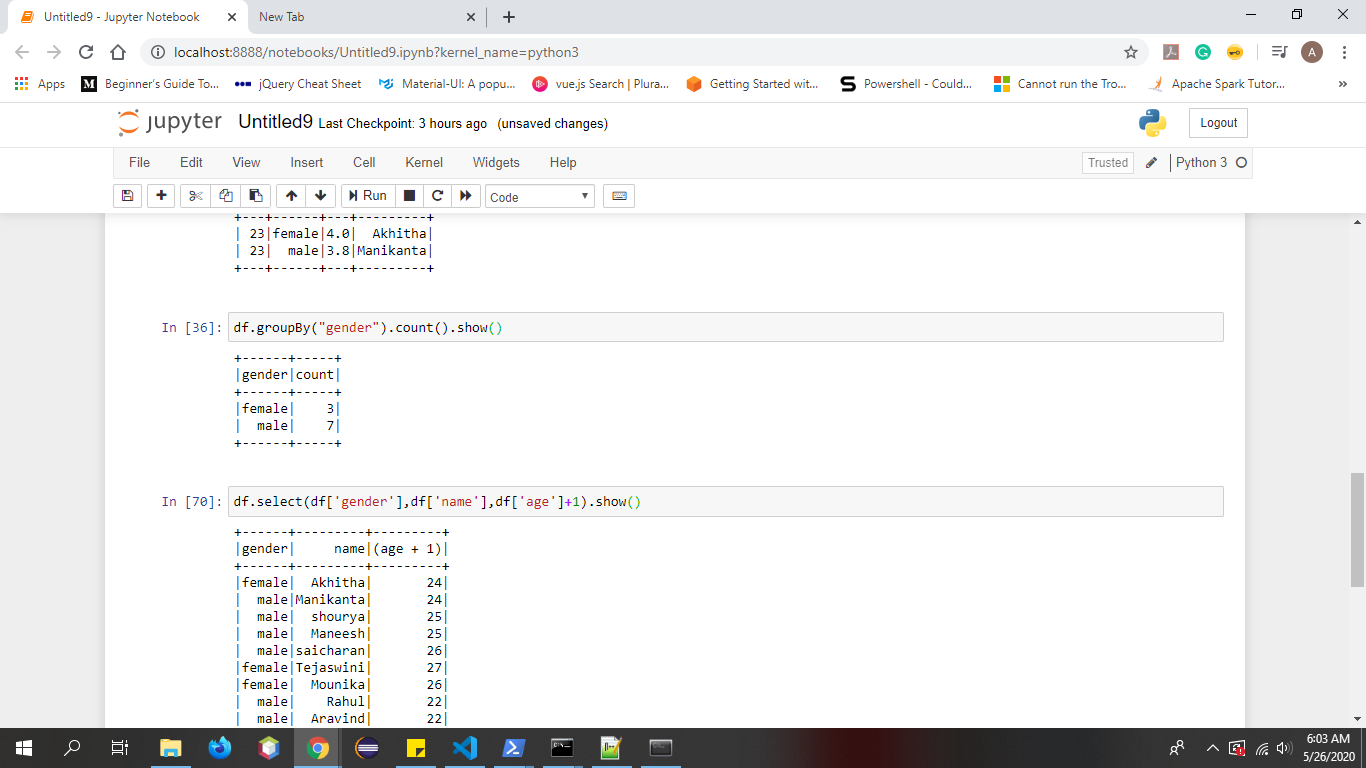 Untitled9 - Jupyter Notebook
New Tab
localhost:8888/notebooks/Untitled9.ipynb?kernel_name=python3
A
Apps
M Beginner's Guide To...
jQuery Cheat Sheet
Material-UI: A popu...
vue.js Search | Plura...
Getting Started wit...
S Powershell - Could...
Cannot run the Tro...
Apache Spark Tutor...
»
jupyter Untitled9 Last Checkpoint: 3 hours ago (unsaved changes)
Logout
File Edit View Insert Cell Kernel Widgets Help
Trusted
Python 3
Run
Code
+---+------+---+---------+
| 23|female|4.0|  Akhitha|
| 23|  male|3.8|Manikanta|
+---+------+---+---------+
In [36]: df.groupBy("gender").count().show()
+------+-----+
|gender|count|
+------+-----+
|female|    3|
|  male|    7|
+------+-----+
In [70]: df.select(df['gender'],df['name'],df['age']+1).show()
+------+---------+---------+
|gender|     name|(age + 1)|
+------+---------+---------+
|female|  Akhitha|       24|
|  male|Manikanta|       24|
|  male|  shourya|       25|
|  male|  Maneesh|       25|
|  male|saicharan|       26|
|female|Tejaswini|       27|
|female|  Mounika|       26|
|  male|    Rahul|       22|
|  male|  Aravind|       22|
6:03 AM
5/26/2020